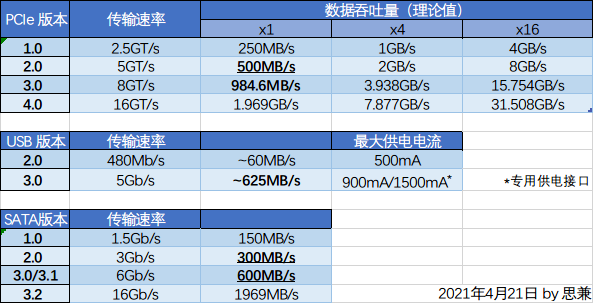 PCIe 版本 传输速率 数据吞吐量（理论值）
x1 x4 x16
1.0 2.5GT/s 250MB/s 1GB/s 4GB/s
2.0 5GT/s 500MB/s 2GB/s 8GB/s
3.0 8GT/s 984.6MB/s 3.938GB/s 15.754GB/s
4.0 16GT/s 1.969GB/s 7.877GB/s 31.508GB/s
USB 版本 传输速率 最大供电电流
2.0 480Mb/s ~60MB/s 500mA
3.0 5Gb/s ~625MB/s 900mA/1500mA* *专用供电接口
SATA版本 传输速率
1.0 1.5Gb/s 150MB/s
2.0 3Gb/s 300MB/s
3.0/3.1 6Gb/s 600MB/s
3.2 16Gb/s 1969MB/s 2021年4月21日 by 思兼